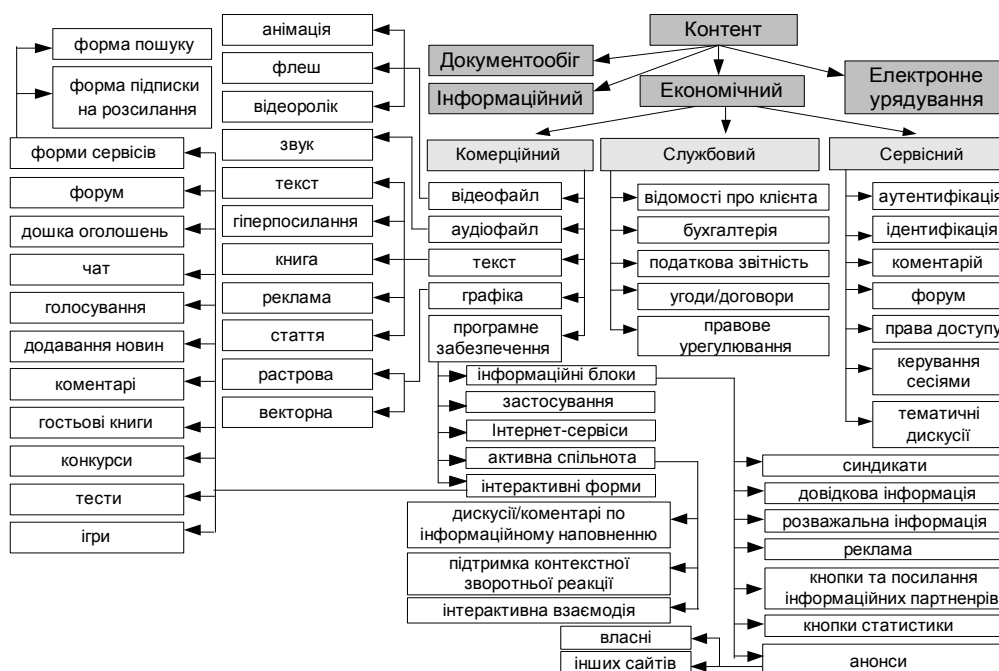 Контент
Документообіг
Інформаційний
Економічний
Електронне
урядування
Комерційний
Службовий
Сервісний
відеофайл
аудіофайл
текст
графіка
програмне
забезпечення
відомості про клієнта
бухгалтерія
податкова звітність
угоди/договори
правове
урегулювання
аутентифікація
ідентифікація
коментарій
форум
права доступу
керування
сесіями
тематичні
дискусії
анімація
флеш
відеоролік
звук
текст
гіперпосилання
книга
реклама
стаття
растрова
векторна
форма пошуку
форма підписки
на розсилання
форми сервісів
форум
дошка оголошень
чат
голосування
додавання новин
коментарі
гостьові книги
конкурси
тести
ігри
інформаційні блоки
застосування
Інтернет-сервіси
активна спільнота
інтерактивні форми
дискусії/коментарі по
інформаційному наповненню
підтримка контекстної
зворотньої реакції
інтерактивна взаємодія
синдикати
довідкова інформація
розважальна інформація
реклама
кнопки та посилання
інформаційних партненрів
кнопки статистики
анонси
власні
інших сайтів